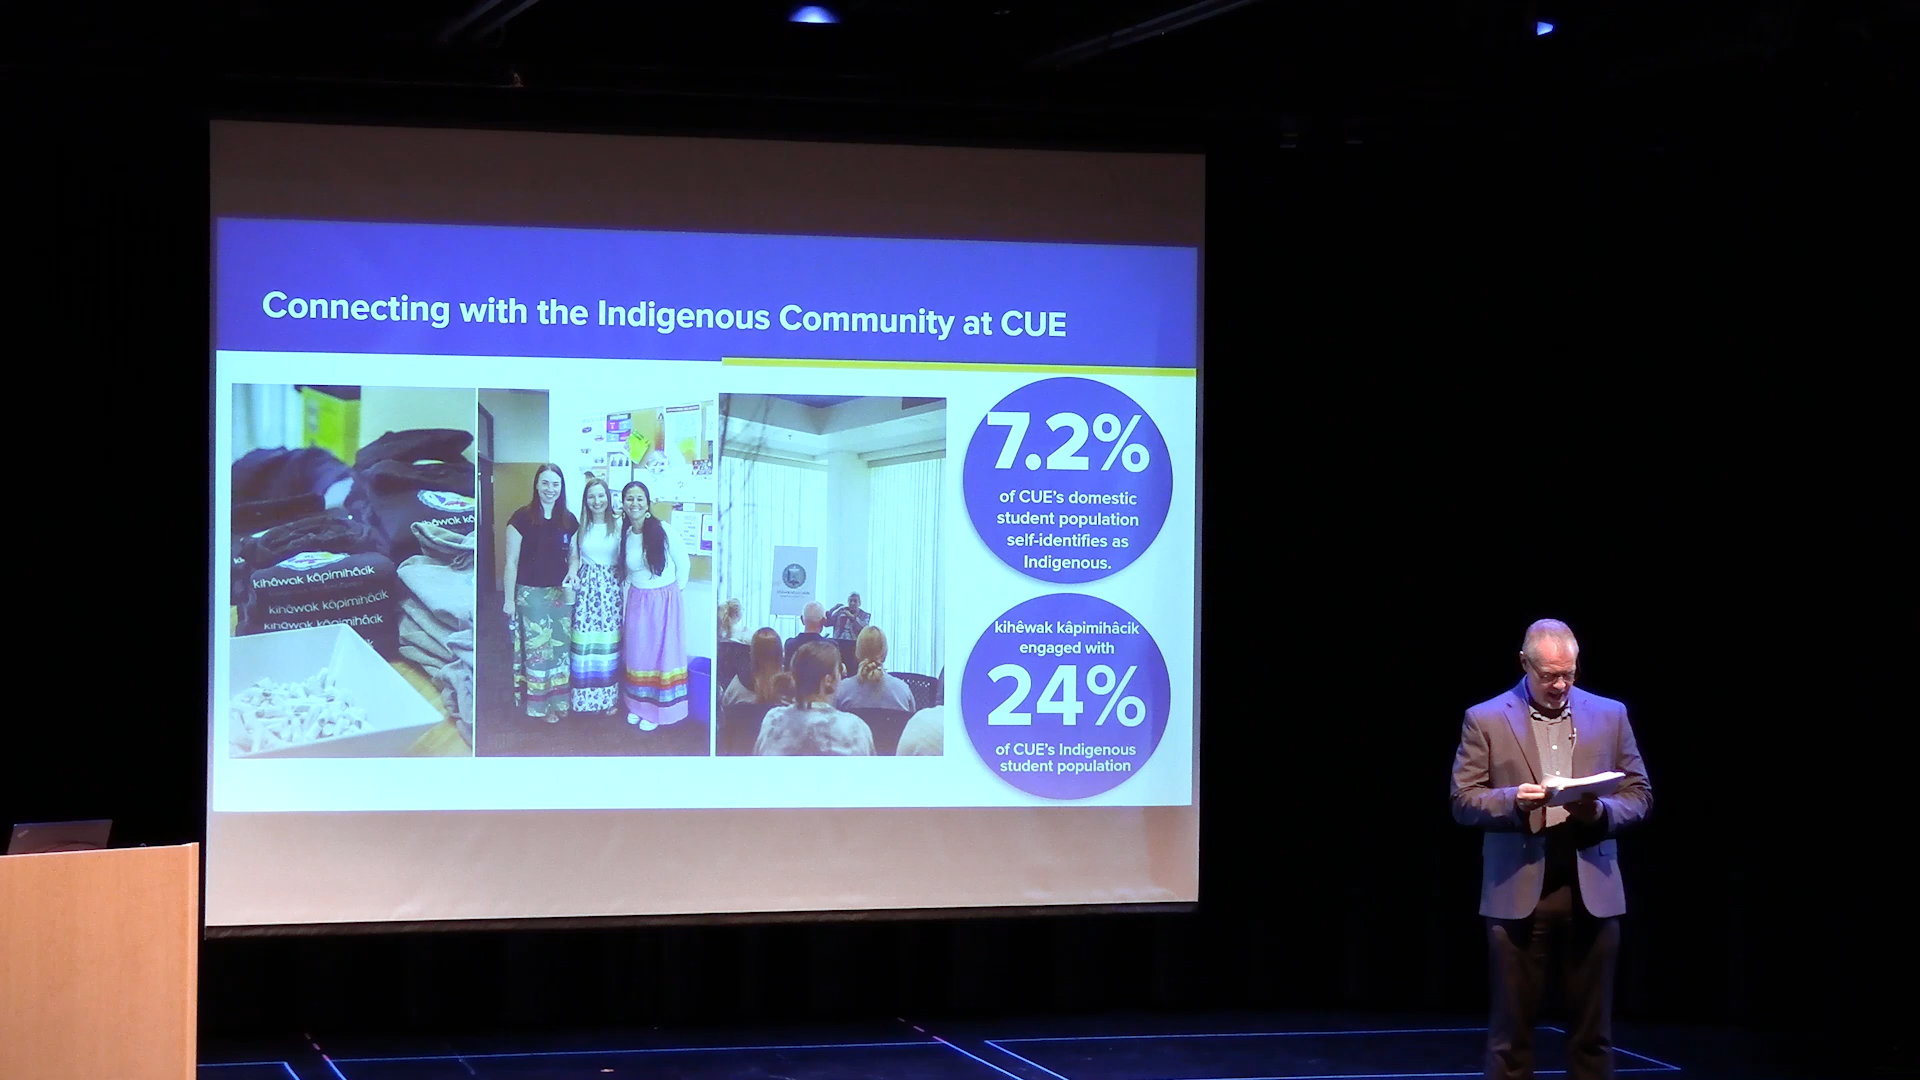 Connecting with the Indigenous Community at CUE
7.2%
of CUE's domestic
student population
self-identifies as
Indigenous.
kihêwak kâpimihâcik
engaged with
24%
of CUE's Indigenous
student population
kihêwak kâpimihâcik
kihêwak kâpimihâcik
kihêwak kâpimihâcik